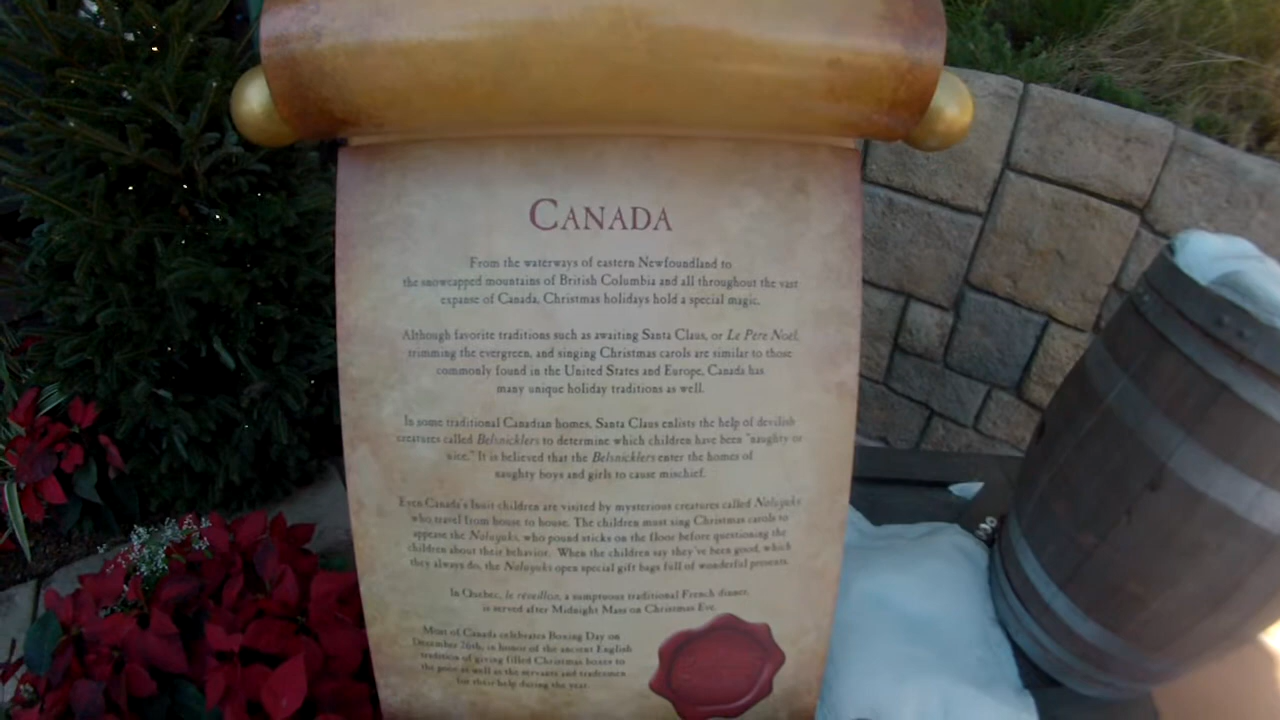 CANADA
From the waterways of eastern Newfoundland to
the snowcapped mountains of British Columbia and all throughout the vast
expanse of Canada, Christmas holidays hold a special magic.
Although favorite traditions such as awaiting Santa Claus, or Le Pere Noel,
trimming the evergreen, and singing Christmas carols are similar to those
commonly found in the United States and Europe, Canada has
many unique holiday traditions as well.
In some traditional Canadian homes, Santa Claus enlists the help of devilish
creatures called Belsnicklers to determine which children have been "naughty or
nice." It is believed that the Belsnicklers enter the homes of
naughty boys and girls to cause mischief.
Even Canada's Inuit children are visited by mysterious creatures called Naluyuks
who travel from house to house. The children must sing Christmas carols to
appease the Naluyuks, who pound sticks on the floor before questioning the
children about their behavior. When the children say they've been good, which
they always do, the Naluyuks open special gift bags full of wonderful presents.
In Quebec, le réveillon, a sumptuous traditional French dinner,
is served after Midnight Mass on Christmas Eve.
Most of Canada celebrates Boxing Day on
December 26th, in honor of the ancient English
tradition of giving filled Christmas boxes to
the poor as well as the servants and tradesmen
for their help during the year.